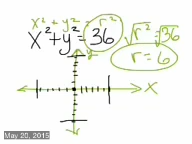 x² + y² = r²
x² + y² = 36
√r² = √36
r = 6
y
x
May 20, 2015